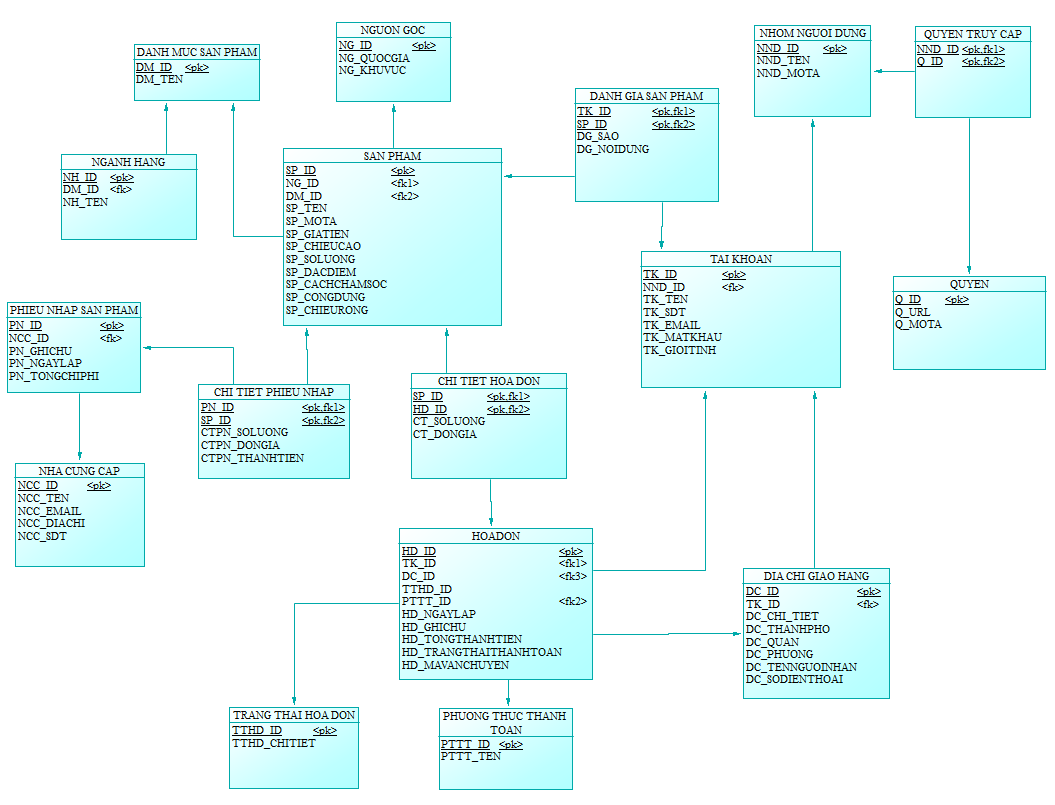 DANH MUC SAN PHAM
DM_ID <pk>
DM_TEN
NGUON GOC
NG_ID <pk>
NG_QUOCGIA
NG_KHUVUC
NHOM NGUOI DUNG
NND_ID <pk>
NND_TEN
NND_MOTA
QUYEN TRUY CAP
NND_ID <pk,fk1>
Q_ID <pk,fk2>
DANH GIA SAN PHAM
TK_ID <pk,fk1>
SP_ID <pk,fk2>
DG_SAO
DG_NOIDUNG
NGANH HANG
NH_ID <pk>
DM_ID <fk>
NH_TEN
SAN PHAM
SP_ID <pk>
NG_ID <fk1>
DM_ID <fk2>
SP_TEN
SP_MOTA
SP_GIATIEN
SP_CHIEUCAO
SP_SOLUONG
SP_DACDIEM
SP_CACHCHAMSOC
SP_CONGDUNG
SP_CHIEURONG
TAI KHOAN
TK_ID <pk>
NND_ID <fk>
TK_TEN
TK_SDT
TK_EMAIL
TK_MATKHAU
TK_GIOITINH
QUYEN
Q_ID <pk>
Q_URL
Q_MOTA
PHIEU NHAP SAN PHAM
PN_ID <pk>
NCC_ID <fk>
PN_GHICHU
PN_NGAYLAP
PN_TONGCHIPHI
CHI TIET PHIEU NHAP
PN_ID <pk,fk1>
SP_ID <pk,fk2>
CTPN_SOLUONG
CTPN_DONGIA
CTPN_THANHTIEN
CHI TIET HOA DON
SP_ID <pk,fk1>
HD_ID <pk,fk2>
CT_SOLUONG
CT_DONGIA
NHA CUNG CAP
NCC_ID <pk>
NCC_TEN
NCC_EMAIL
NCC_DIACHI
NCC_SDT
HOADON
HD_ID <pk>
TK_ID <fk1>
DC_ID <fk3>
TTHD_ID
PTTT_ID <fk2>
HD_NGAYLAP
HD_GHICHU
HD_TONGTHANHTIEN
HD_TRANGTHAITHANHTOAN
HD_MAVANCHUYEN
DIA CHI GIAO HANG
DC_ID <pk>
TK_ID <fk>
DC_CHI_TIET
DC_THANHPHO
DC_QUAN
DC_PHUONG
DC_TENNGUOINHAN
DC_SODIENTHOAI
TRANG THAI HOA DON
TTHD_ID <pk>
TTHD_CHITIET
PHUONG THUC THANH
TOAN
PTTT_ID <pk>
PTTT_TEN